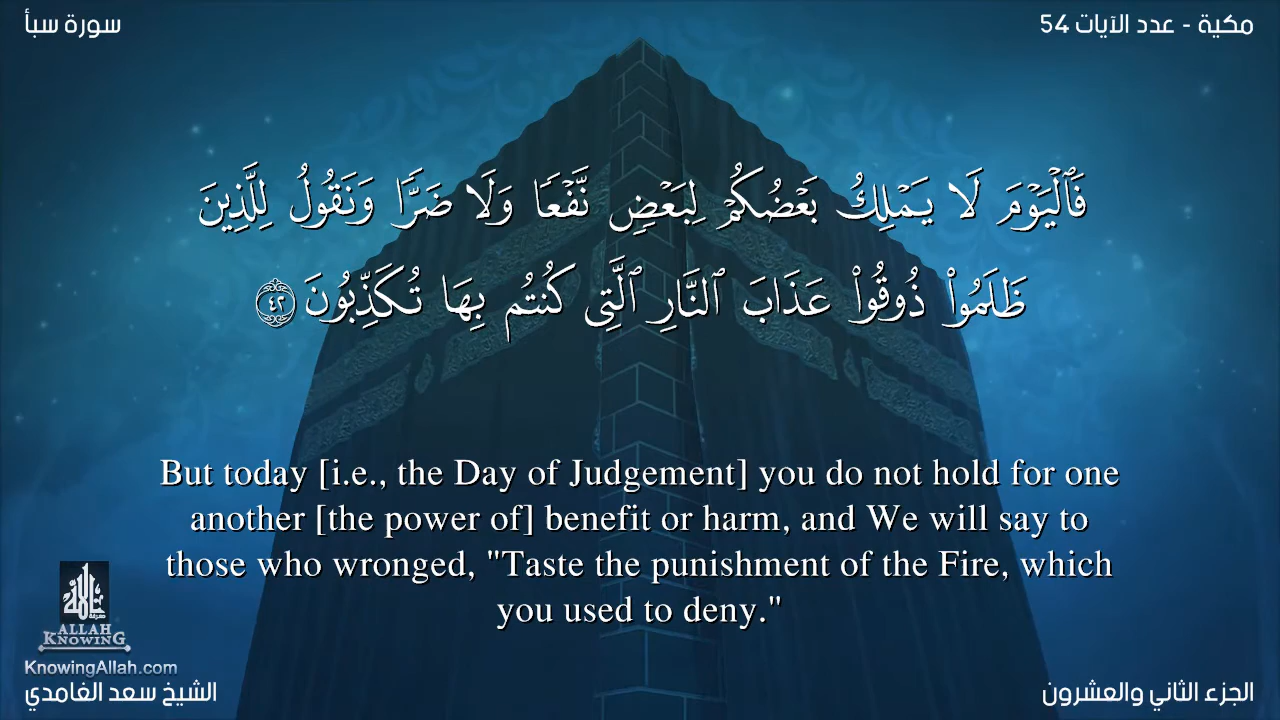 سورة سبأ
مكية - عدد الآيات 54
فَٱلۡيَوۡمَ لَا يَمۡلِكُ بَعۡضُكُمۡ لِبَعۡضٖ نَّفۡعٗا وَلَا ضَرّٗا وَنَقُولُ لِلَّذِينَ
ظَلَمُواْ ذُوقُواْ عَذَابَ ٱلنَّارِ ٱلَّتِي كُنتُم بِهَا تُكَذِّبُونَ ٤٢
But today [i.e., the Day of Judgement] you do not hold for one
another [the power of] benefit or harm, and We will say to
those who wronged, "Taste the punishment of the Fire, which
you used to deny."
ALLAH
KNOWING
KnowingAllah.com
الشيخ سعد الغامدي
الجزء الثاني والعشرون